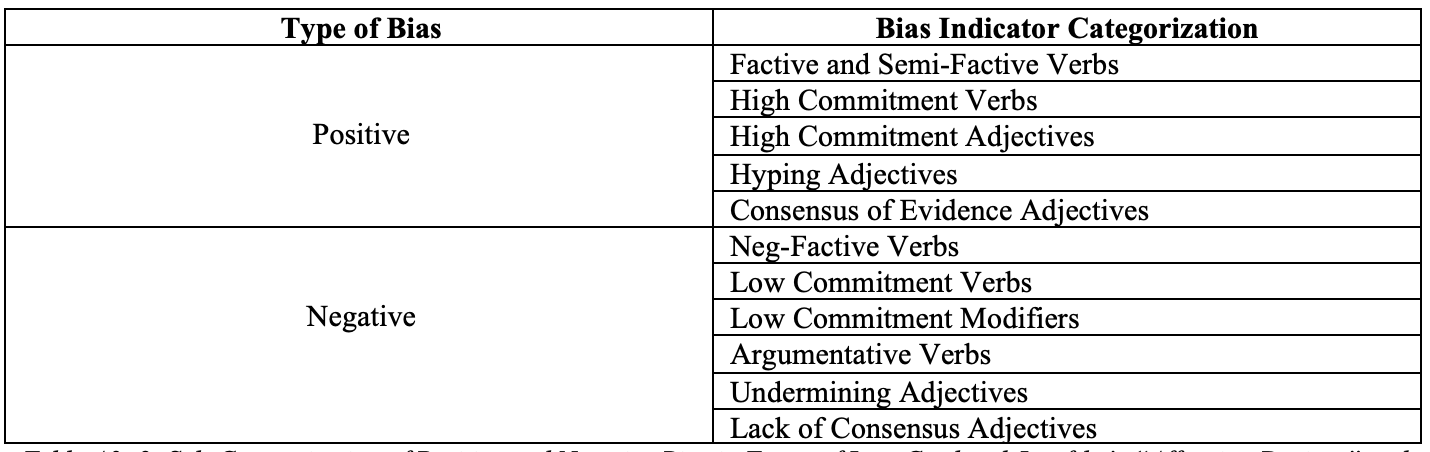 Type of Bias Bias Indicator Categorization
Positive
Factive and Semi-Factive Verbs
High Commitment Verbs
High Commitment Adjectives
Hyping Adjectives
Consensus of Evidence Adjectives
Negative
Neg-Factive Verbs
Low Commitment Verbs
Low Commitment Modifiers
Argumentative Verbs
Undermining Adjectives
Lack of Consensus Adjectives